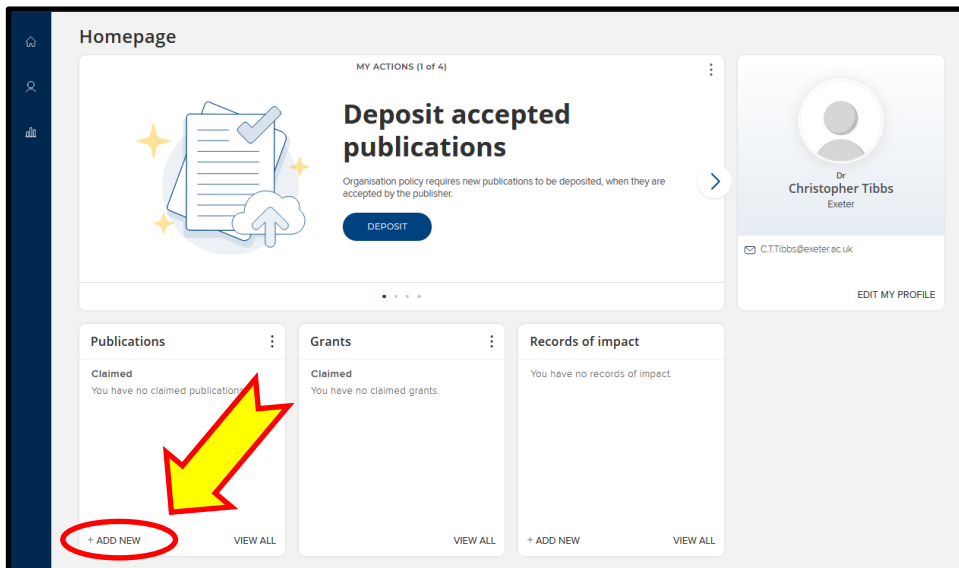 Homepage
MY ACTIONS (1 of 4)
Deposit accepted
publications
Organisation policy requires new publications to be deposited, when they are
accepted by the publisher.
DEPOSIT
Dr
Christopher Tibbs
Exeter
C.T.Tibbs@exeter.ac.uk
EDIT MY PROFILE
Publications
Claimed
You have no claimed publications
+ ADD NEW
VIEW ALL
Grants
Claimed
You have no claimed grants.
VIEW ALL
Records of impact
You have no records of impact.
+ ADD NEW
VIEW ALL